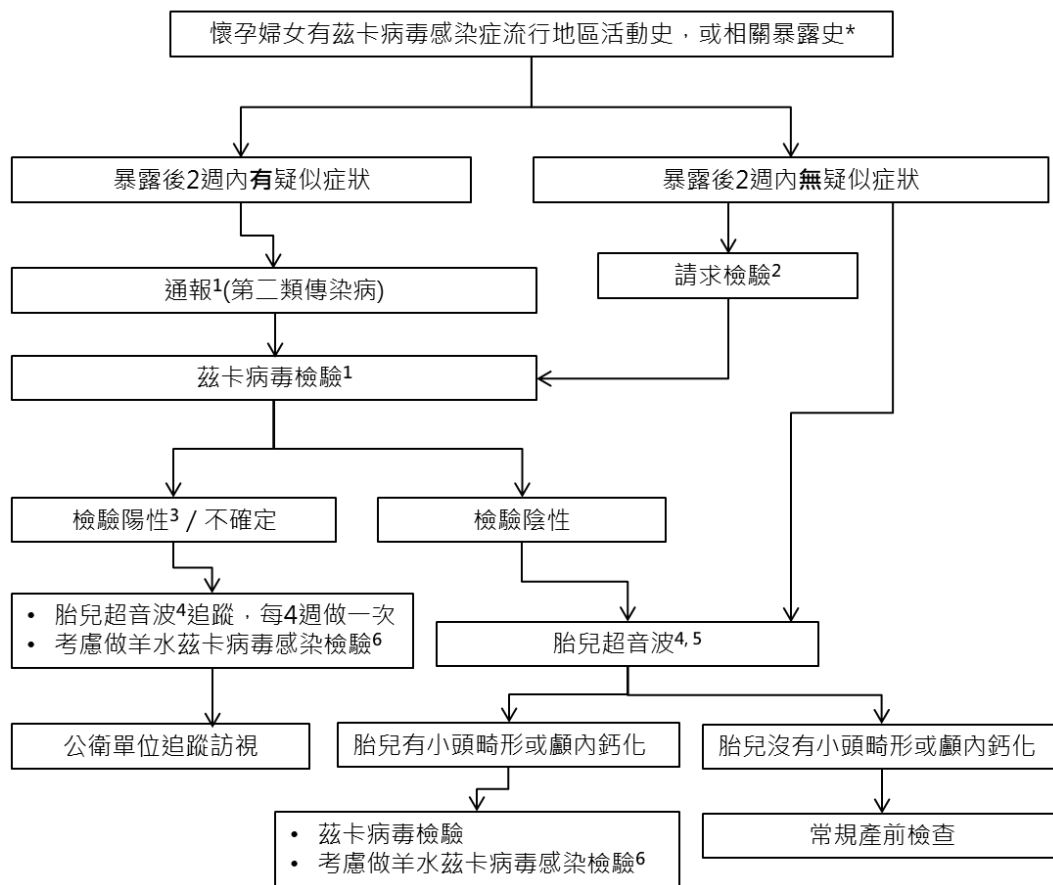 懷孕婦女有茲卡病毒感染症流行地區活動史，或相關暴露史*
暴露後2週內有疑似症狀
暴露後2週內無疑似症狀
請求檢驗2
通報1(第二類傳染病)
茲卡病毒檢驗1
檢驗陽性3 / 不確定
檢驗陰性
• 胎兒超音波4追蹤，每4週做一次
• 考慮做羊水茲卡病毒感染檢驗6
胎兒超音波4, 5
公衛單位追蹤訪視
胎兒有小頭畸形或顱內鈣化
胎兒沒有小頭畸形或顱內鈣化
• 茲卡病毒檢驗
• 考慮做羊水茲卡病毒感染檢驗6
常規產前檢查